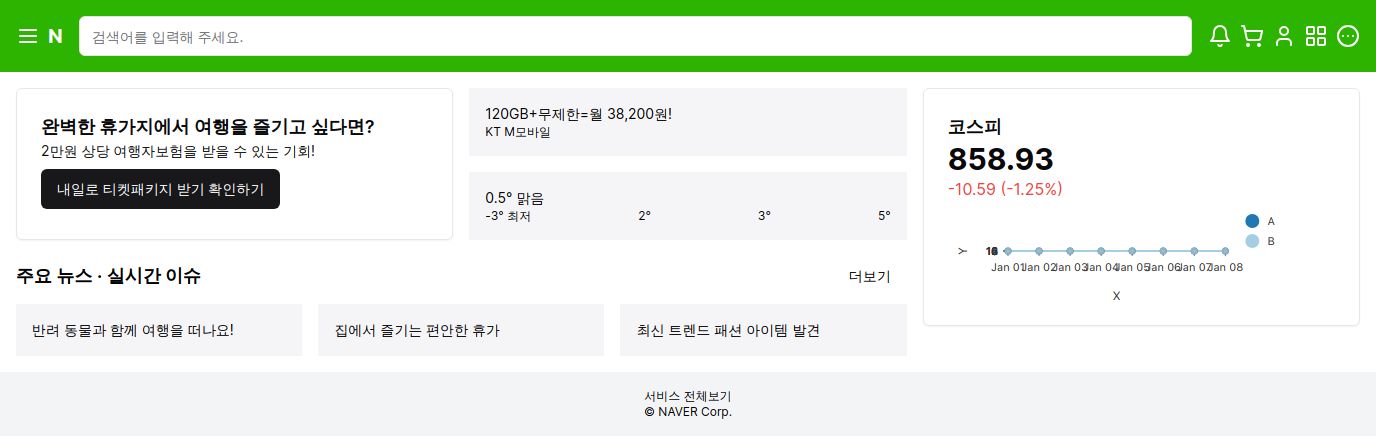 N
검색어를 입력해 주세요.
완벽한 휴가지에서 여행을 즐기고 싶다면?
2만원 상당 여행자보험을 받을 수 있는 기회!
내일로 티켓패키지 받기 확인하기
120GB+무제한=월 38,200원!
KT M모바일
0.5° 맑음
-3° 최저 2° 3° 5°
코스피
858.93
-10.59 (-1.25%)
A
B
Y
Jan 01 Jan 02 Jan 03 Jan 04 Jan 05 Jan 06 Jan 07 Jan 08
X
주요 뉴스 · 실시간 이슈
더보기
반려 동물과 함께 여행을 떠나요!
집에서 즐기는 편안한 휴가
최신 트렌드 패션 아이템 발견
서비스 전체보기
© NAVER Corp.